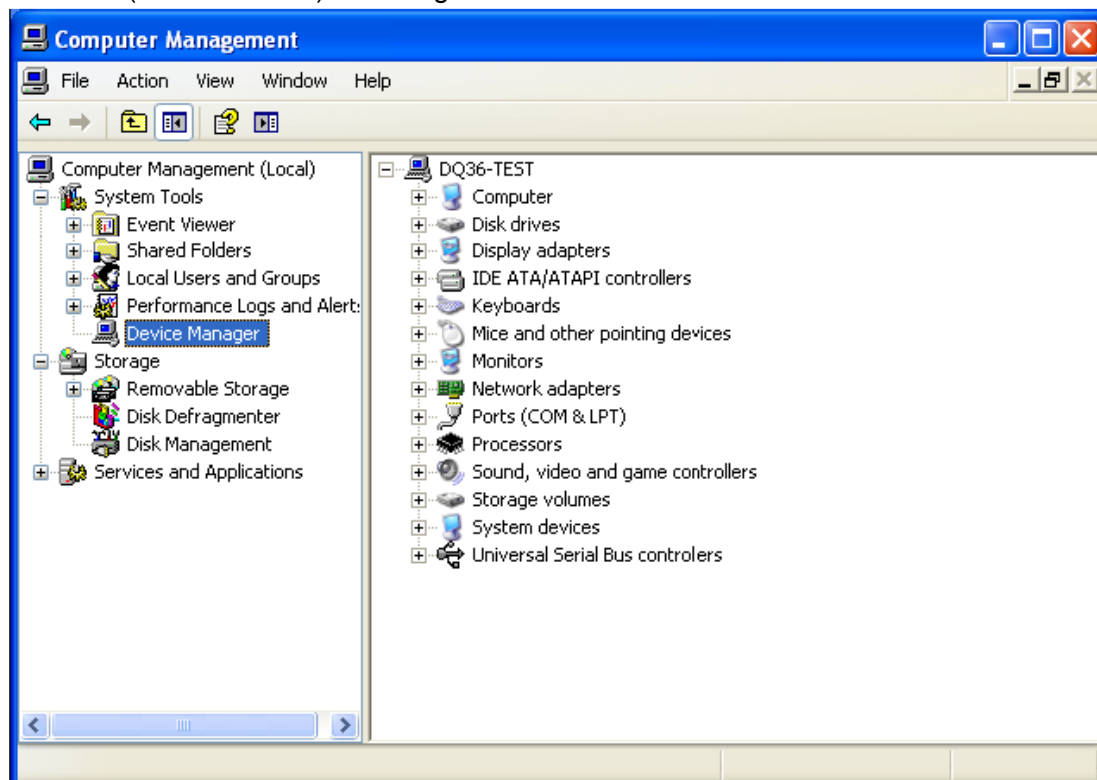 Computer Management
File Action View Window Help
Computer Management (Local)
System Tools
Event Viewer
Shared Folders
Local Users and Groups
Performance Logs and Alert:
Device Manager
Storage
Removable Storage
Disk Defragmenter
Disk Management
Services and Applications
DQ36-TEST
Computer
Disk drives
Display adapters
IDE ATA/ATAPI controllers
Keyboards
Mice and other pointing devices
Monitors
Network adapters
Ports (COM & LPT)
Processors
Sound, video and game controllers
Storage volumes
System devices
Universal Serial Bus controlers